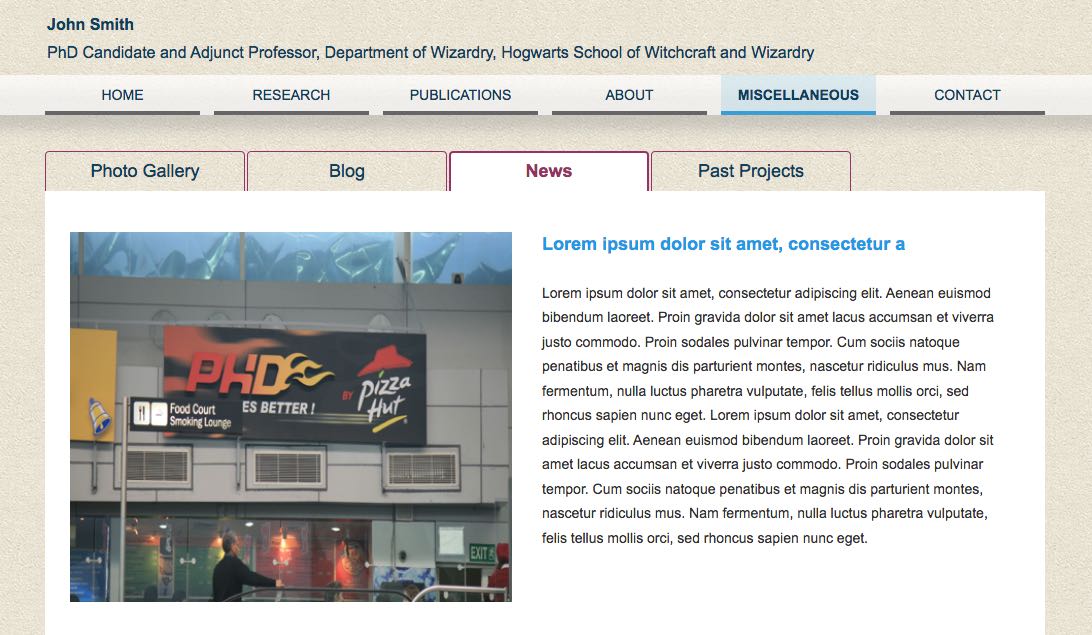 John Smith
PhD Candidate and Adjunct Professor, Department of Wizardry, Hogwarts School of Witchcraft and Wizardry
HOME RESEARCH PUBLICATIONS ABOUT MISCELLANEOUS CONTACT
Photo Gallery Blog News Past Projects
PHD
ES BETTER !
BY Pizza
Hut
Food Court
Smoking Lounge
EXIT
Lorem ipsum dolor sit amet, consectetur a
Lorem ipsum dolor sit amet, consectetur adipiscing elit. Aenean euismod
bibendum laoreet. Proin gravida dolor sit amet lacus accumsan et viverra
justo commodo. Proin sodales pulvinar tempor. Cum sociis natoque
penatibus et magnis dis parturient montes, nascetur ridiculus mus. Nam
fermentum, nulla luctus pharetra vulputate, felis tellus mollis orci, sed
rhoncus sapien nunc eget. Lorem ipsum dolor sit amet, consectetur
adipiscing elit. Aenean euismod bibendum laoreet. Proin gravida dolor sit
amet lacus accumsan et viverra justo commodo. Proin sodales pulvinar
tempor. Cum sociis natoque penatibus et magnis dis parturient montes,
nascetur ridiculus mus. Nam fermentum, nulla luctus pharetra vulputate,
felis tellus mollis orci, sed rhoncus sapien nunc eget.